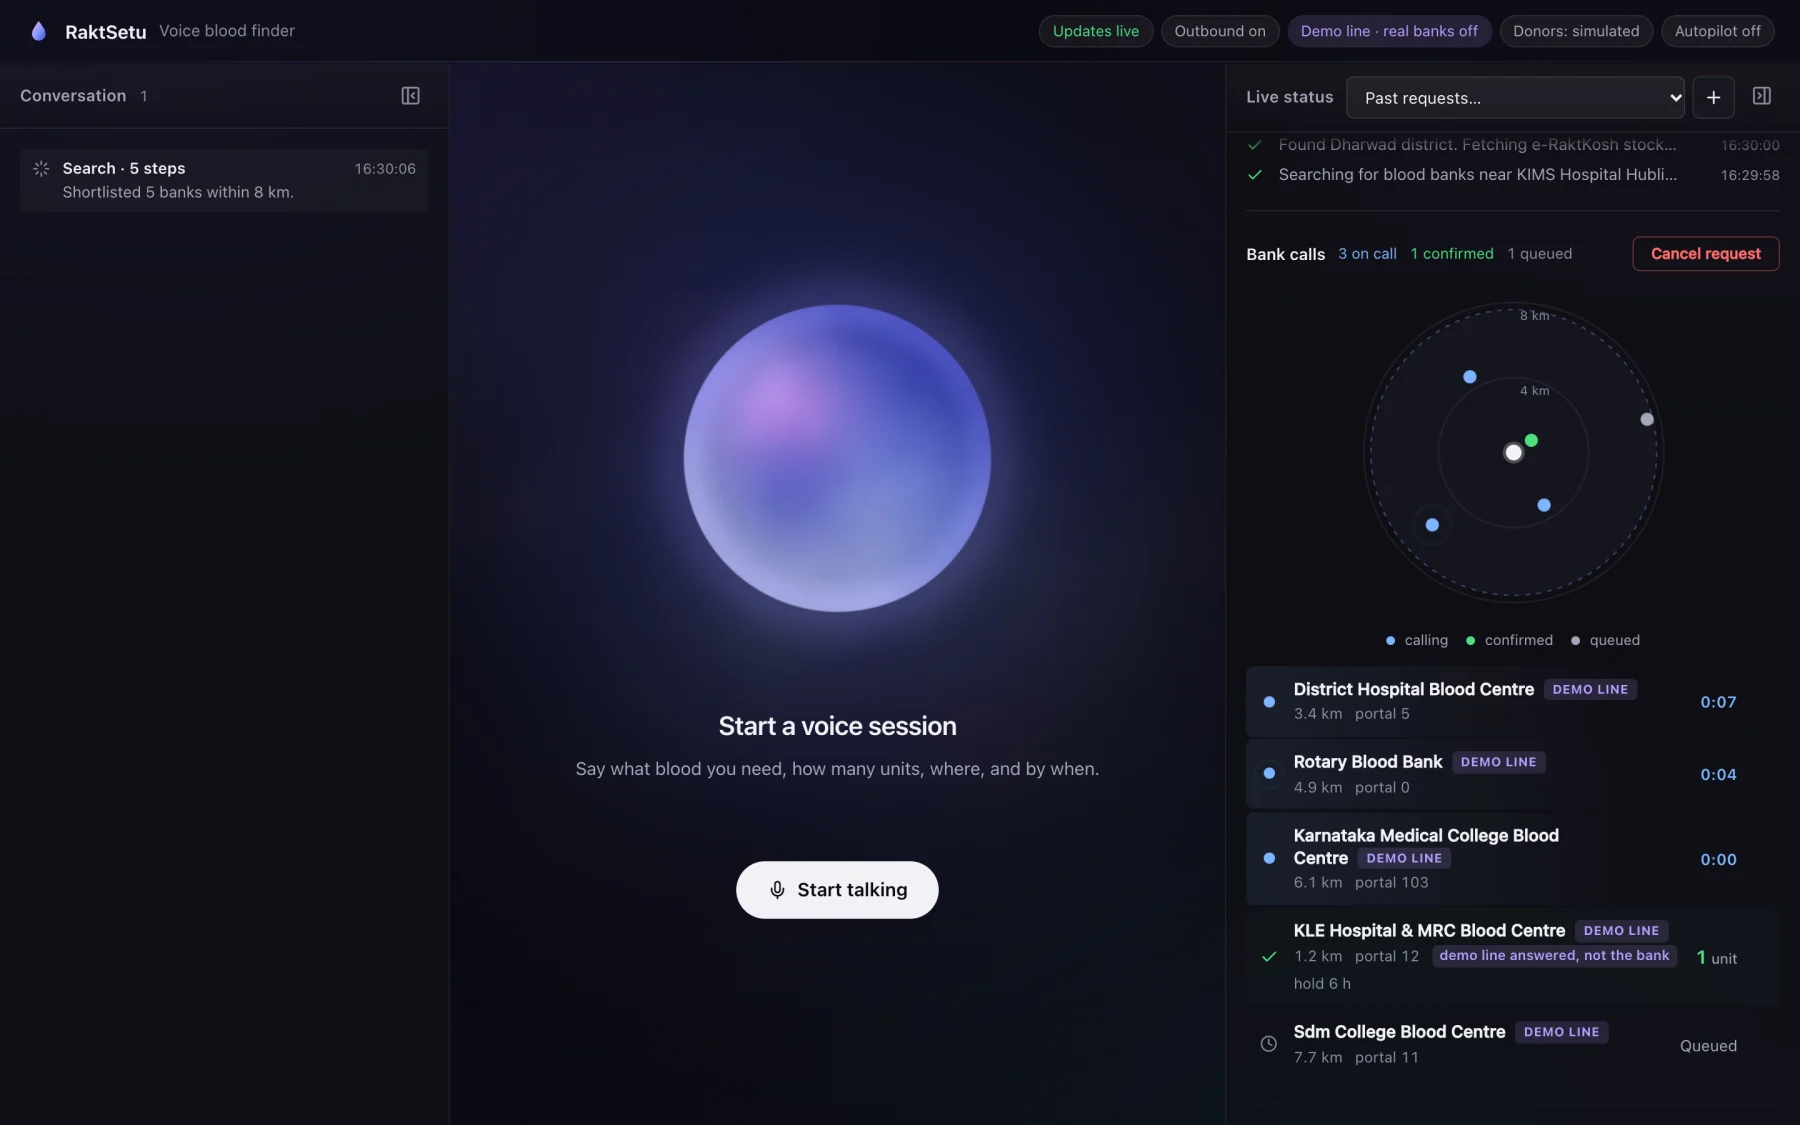 RaktSetu Voice blood finder
Updates live
Outbound on
Demo line · real banks off
Donors: simulated
Autopilot off
Conversation 1
Search · 5 steps 16:30:06
Shortlisted 5 banks within 8 km.
Start a voice session
Say what blood you need, how many units, where, and by when.
Start talking
Live status
Past requests...
+
Found Dharwad district. Fetching e-RaktKosh stock... 16:30:00
Searching for blood banks near KIMS Hospital Hubli... 16:29:58
Bank calls 3 on call 1 confirmed 1 queued
Cancel request
8 km
4 km
calling confirmed queued
District Hospital Blood Centre DEMO LINE
3.4 km portal 5
0:07
Rotary Blood Bank DEMO LINE
4.9 km portal 0
0:04
Karnataka Medical College Blood
Centre DEMO LINE
6.1 km portal 103
0:00
KLE Hospital & MRC Blood Centre DEMO LINE
1.2 km portal 12 demo line answered, not the bank
hold 6 h
1 unit
Sdm College Blood Centre DEMO LINE
7.7 km portal 11
Queued